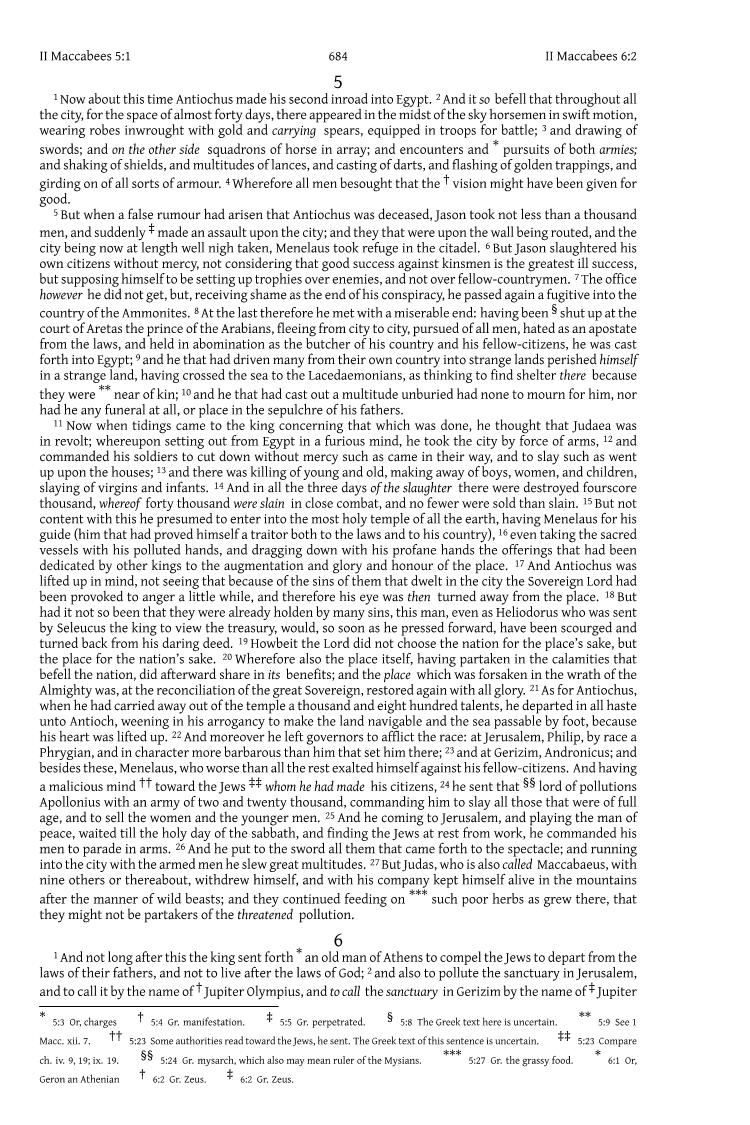 II Maccabees 5:1 684 II Maccabees 6:2
5
1 Now about this time Antiochus made his second inroad into Egypt. 2 And it so befell that throughout all
the city, for the space of almost forty days, there appeared in the midst of the sky horsemen in swift motion,
wearing robes inwrought with gold and carrying spears, equipped in troops for battle; 3 and drawing of
swords; and on the other side squadrons of horse in array; and encounters and * pursuits of both armies;
and shaking of shields, and multitudes of lances, and casting of darts, and flashing of golden trappings, and
girding on of all sorts of armour. 4 Wherefore all men besought that the † vision might have been given for
good.
5 But when a false rumour had arisen that Antiochus was deceased, Jason took not less than a thousand
men, and suddenly ‡ made an assault upon the city; and they that were upon the wall being routed, and the
city being now at length well nigh taken, Menelaus took refuge in the citadel. 6 But Jason slaughtered his
own citizens without mercy, not considering that good success against kinsmen is the greatest ill success,
but supposing himself to be setting up trophies over enemies, and not over fellow-countrymen. 7 The office
however he did not get, but, receiving shame as the end of his conspiracy, he passed again a fugitive into the
country of the Ammonites. 8 At the last therefore he met with a miserable end: having been § shut up at the
court of Aretas the prince of the Arabians, fleeing from city to city, pursued of all men, hated as an apostate
from the laws, and held in abomination as the butcher of his country and his fellow-citizens, he was cast
forth into Egypt; 9 and he that had driven many from their own country into strange lands perished himself
in a strange land, having crossed the sea to the Lacedaemonians, as thinking to find shelter there because
they were ** near of kin; 10 and he that had cast out a multitude unburied had none to mourn for him, nor
had he any funeral at all, or place in the sepulchre of his fathers.
11 Now when tidings came to the king concerning that which was done, he thought that Judaea was
in revolt; whereupon setting out from Egypt in a furious mind, he took the city by force of arms, 12 and
commanded his soldiers to cut down without mercy such as came in their way, and to slay such as went
up upon the houses; 13 and there was killing of young and old, making away of boys, women, and children,
slaying of virgins and infants. 14 And in all the three days of the slaughter there were destroyed fourscore
thousand, whereof forty thousand were slain in close combat, and no fewer were sold than slain. 15 But not
content with this he presumed to enter into the most holy temple of all the earth, having Menelaus for his
guide (him that had proved himself a traitor both to the laws and to his country), 16 even taking the sacred
vessels with his polluted hands, and dragging down with his profane hands the offerings that had been
dedicated by other kings to the augmentation and glory and honour of the place. 17 And Antiochus was
lifted up in mind, not seeing that because of the sins of them that dwelt in the city the Sovereign Lord had
been provoked to anger a little while, and therefore his eye was then turned away from the place. 18 But
had it not so been that they were already holden by many sins, this man, even as Heliodorus who was sent
by Seleucus the king to view the treasury, would, so soon as he pressed forward, have been scourged and
turned back from his daring deed. 19 Howbeit the Lord did not choose the nation for the place's sake, but
the place for the nation's sake. 20 Wherefore also the place itself, having partaken in the calamities that
befell the nation, did afterward share in its benefits; and the place which was forsaken in the wrath of the
Almighty was, at the reconciliation of the great Sovereign, restored again with all glory. 21 As for Antiochus,
when he had carried away out of the temple a thousand and eight hundred talents, he departed in all haste
unto Antioch, weening in his arrogancy to make the land navigable and the sea passable by foot, because
his heart was lifted up. 22 And moreover he left governors to afflict the race: at Jerusalem, Philip, by race a
Phrygian, and in character more barbarous than him that set him there; 23 and at Gerizim, Andronicus; and
besides these, Menelaus, who worse than all the rest exalted himself against his fellow-citizens. And having
a malicious mind †† toward the Jews ‡‡ whom he had made his citizens, 24 he sent that §§ lord of pollutions
Apollonius with an army of two and twenty thousand, commanding him to slay all those that were of full
age, and to sell the women and the younger men. 25 And he coming to Jerusalem, and playing the man of
peace, waited till the holy day of the sabbath, and finding the Jews at rest from work, he commanded his
men to parade in arms. 26 And he put to the sword all them that came forth to the spectacle; and running
into the city with the armed men he slew great multitudes. 27 But Judas, who is also called Maccabaeus, with
nine others or thereabout, withdrew himself, and with his company kept himself alive in the mountains
after the manner of wild beasts; and they continued feeding on *** such poor herbs as grew there, that
they might not be partakers of the threatened pollution.
6
1 And not long after this the king sent forth * an old man of Athens to compel the Jews to depart from the
laws of their fathers, and not to live after the laws of God; 2 and also to pollute the sanctuary in Jerusalem,
and to call it by the name of † Jupiter Olympius, and to call the sanctuary in Gerizim by the name of ‡ Jupiter
* 5:3 Or, charges † 5:4 Gr. manifestation. ‡ 5:5 Gr. perpetrated. § 5:8 The Greek text here is uncertain. ** 5:9 See 1
Macc. xii. 7. †† 5:23 Some authorities read toward the Jews, he sent. The Greek text of this sentence is uncertain. ‡‡ 5:23 Compare
ch. iv. 9, 19; ix. 19. §§ 5:24 Gr. mysarch, which also may mean ruler of the Mysians. *** 5:27 Gr. the grassy food. * 6:1 Or,
Geron an Athenian † 6:2 Gr. Zeus. ‡ 6:2 Gr. Zeus.